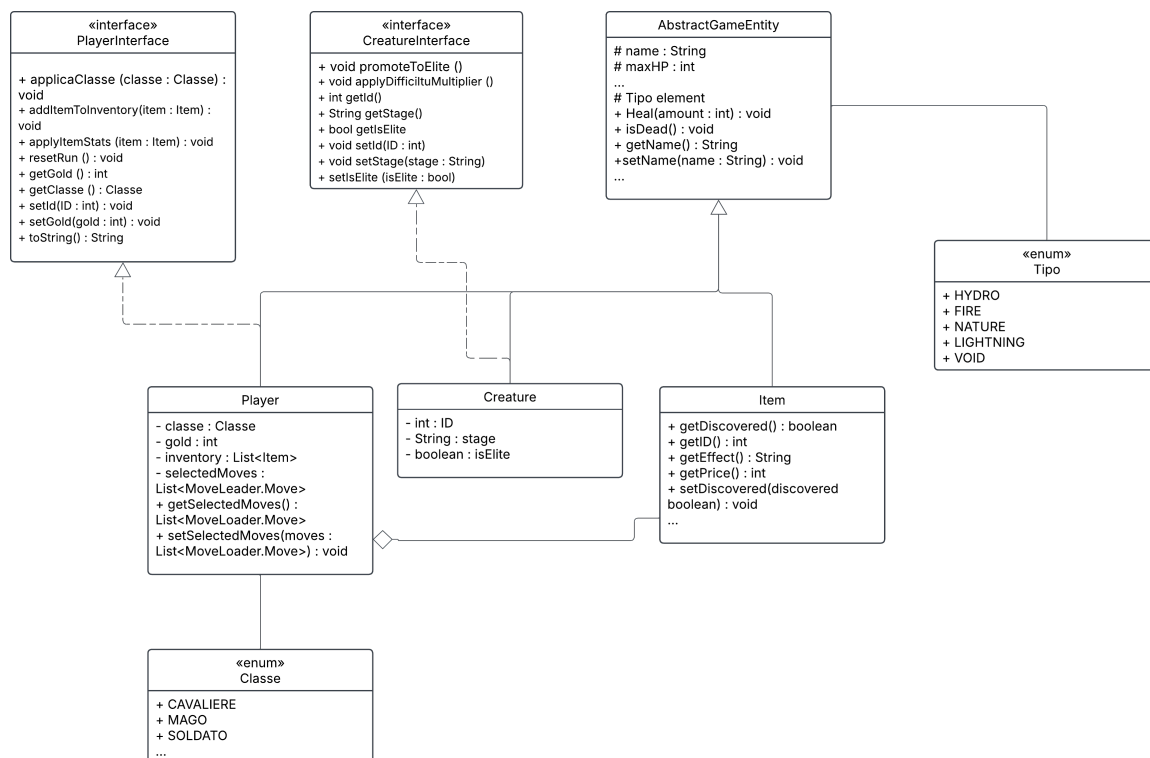 «interface»
PlayerInterface
+ applicaClasse (classe : Classe) :
void
+ addItemToInventory(item : Item) :
void
+ applyItemStats (item : Item) : void
+ resetRun () : void
+ getGold () : int
+ getClasse () : Classe
+ setId(ID : int) : void
+ setGold(gold : int) : void
+ toString() : String
«interface»
CreatureInterface
+ void promoteToElite ()
+ void applyDifficiltuMultiplier ()
+ int getId()
+ String getStage()
+ bool getIsElite
+ void setId(ID : int)
+ void setStage(stage : String)
+ setIsElite (isElite : bool)
AbstractGameEntity
# name : String
# maxHP : int
...
# Tipo element
+ Heal(amount : int) : void
+ isDead() : void
+ getName() : String
+setName(name : String) : void
...
«enum»
Tipo
+ HYDRO
+ FIRE
+ NATURE
+ LIGHTNING
+ VOID
Player
- classe : Classe
- gold : int
- inventory : List<Item>
- selectedMoves :
List<MoveLeader.Move>
+ getSelectedMoves() :
List<MoveLoader.Move>
+ setSelectedMoves(moves :
List<MoveLoader.Move>) : void
Creature
- int : ID
- String : stage
- boolean : isElite
Item
+ getDiscovered() : boolean
+ getID() : int
+ getEffect() : String
+ getPrice() : int
+ setDiscovered(discovered
boolean) : void
...
«enum»
Classe
+ CAVALIERE
+ MAGO
+ SOLDATO
...